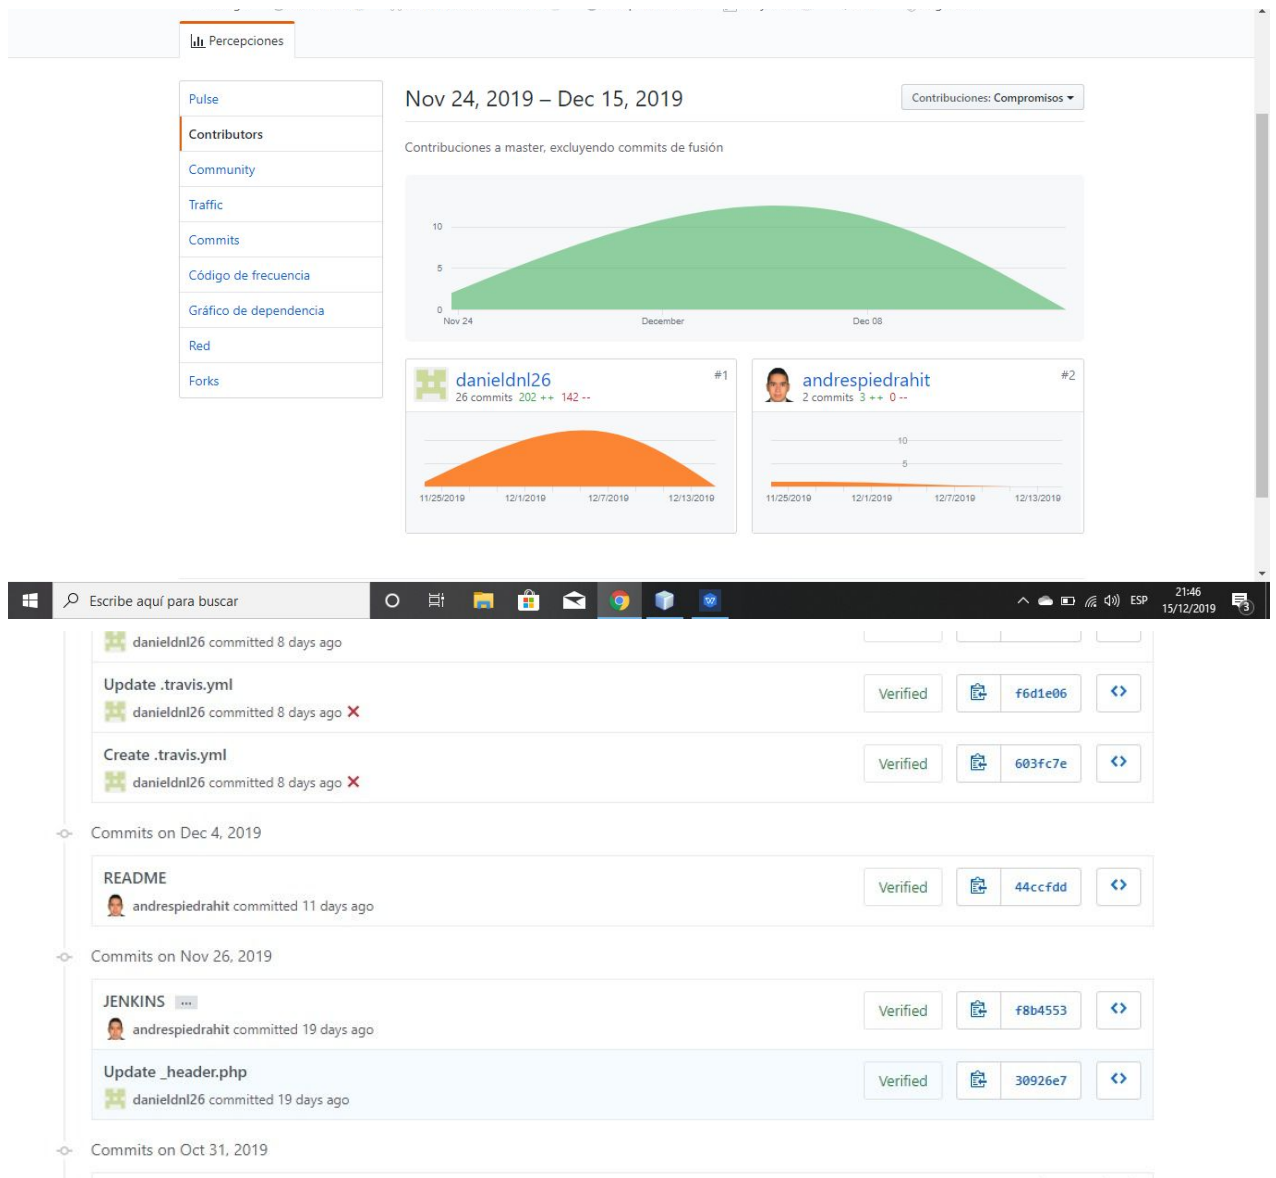 Percepciones
Pulse
Contributors
Community
Traffic
Commits
Código de frecuencia
Gráfico de dependencia
Red
Forks
Nov 24, 2019 – Dec 15, 2019
Contribuciones: Compromisos
Contribuciones a master, excluyendo commits de fusión
10
5
0
Nov 24 December Dec 08
danieldnl26 #1
26 commits 202 ++ 142 --
11/25/2019 12/1/2019 12/7/2019 12/13/2019
andrespiedrahit #2
2 commits 3 ++ 0 --
10
5
11/25/2019 12/1/2019 12/7/2019 12/13/2019
Escribe aquí para buscar
ESP
21:46
15/12/2019
3
danieldnl26 committed 8 days ago
Update .travis.yml
danieldnl26 committed 8 days ago
Verified f6d1e06
Create .travis.yml
danieldnl26 committed 8 days ago
Verified 603fc7e
Commits on Dec 4, 2019
README
andrespiedrahit committed 11 days ago
Verified 44ccfdd
Commits on Nov 26, 2019
JENKINS ...
andrespiedrahit committed 19 days ago
Verified f8b4553
Update _header.php
danieldnl26 committed 19 days ago
Verified 30926e7
Commits on Oct 31, 2019